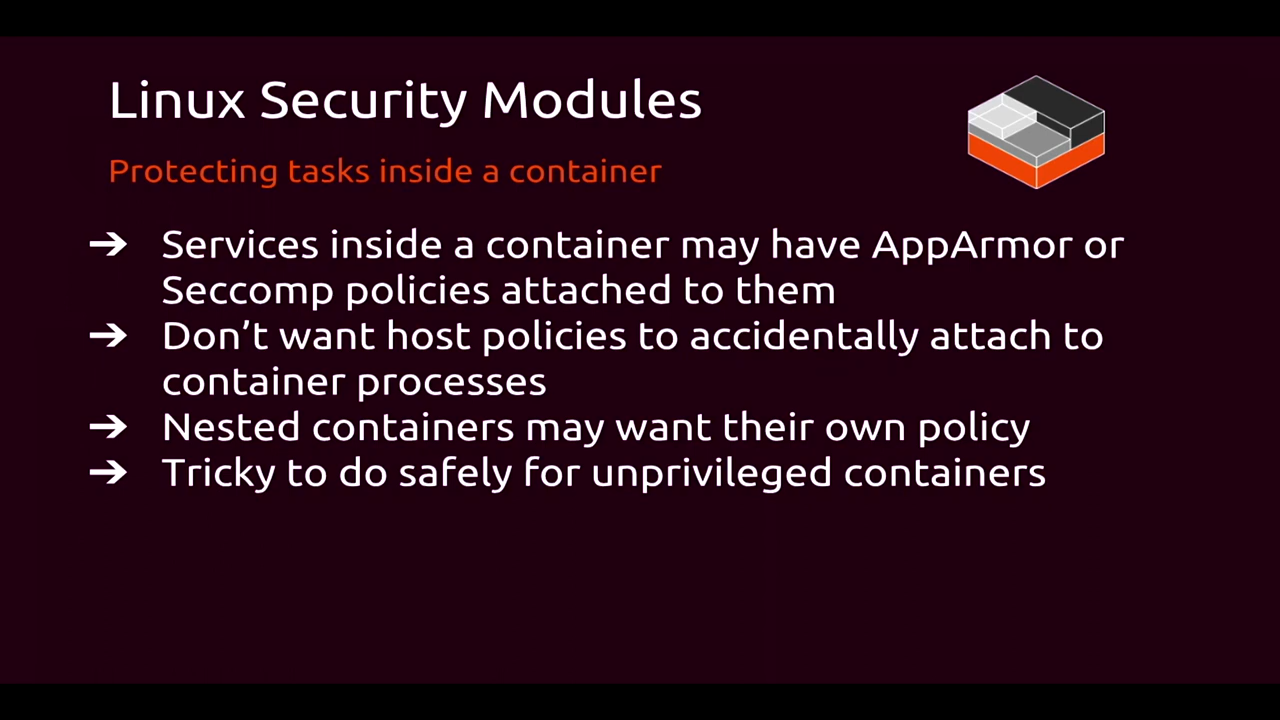 Linux Security Modules
Protecting tasks inside a container
➔ Services inside a container may have AppArmor or
Seccomp policies attached to them
➔ Don’t want host policies to accidentally attach to
container processes
➔ Nested containers may want their own policy
➔ Tricky to do safely for unprivileged containers